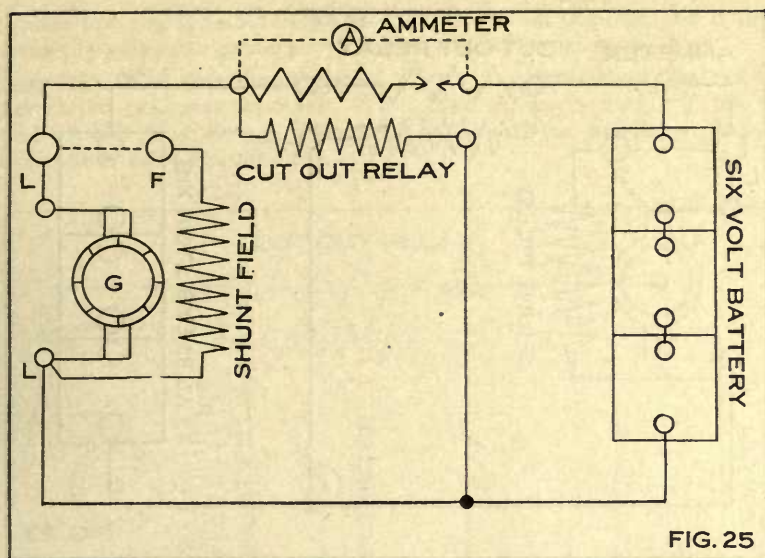 AMMETER
A
L
F
CUT OUT RELAY
G
SHUNT FIELD
L
SIX VOLT BATTERY
FIG. 25